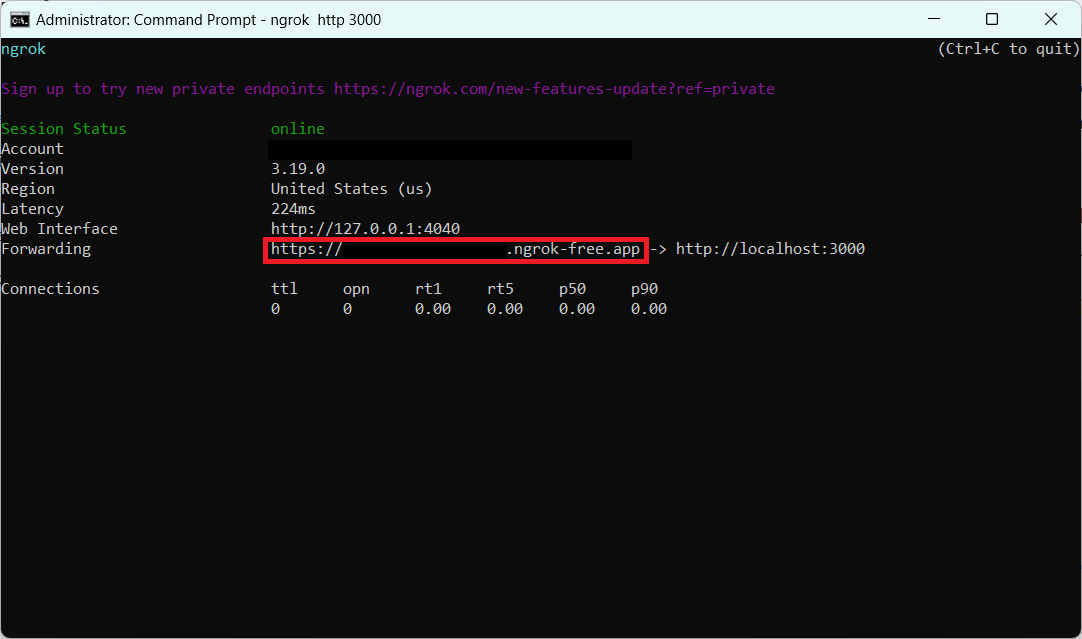 Administrator: Command Prompt - ngrok  http 3000
ngrok (Ctrl+C to quit)
Sign up to try new private endpoints https://ngrok.com/new-features-update?ref=private
Session Status online
Account
Version 3.19.0
Region United States (us)
Latency 224ms
Web Interface http://127.0.0.1:4040
Forwarding https:// .ngrok-free.app -> http://localhost:3000
Connections ttl opn rt1 rt5 p50 p90
0 0 0.00 0.00 0.00 0.00